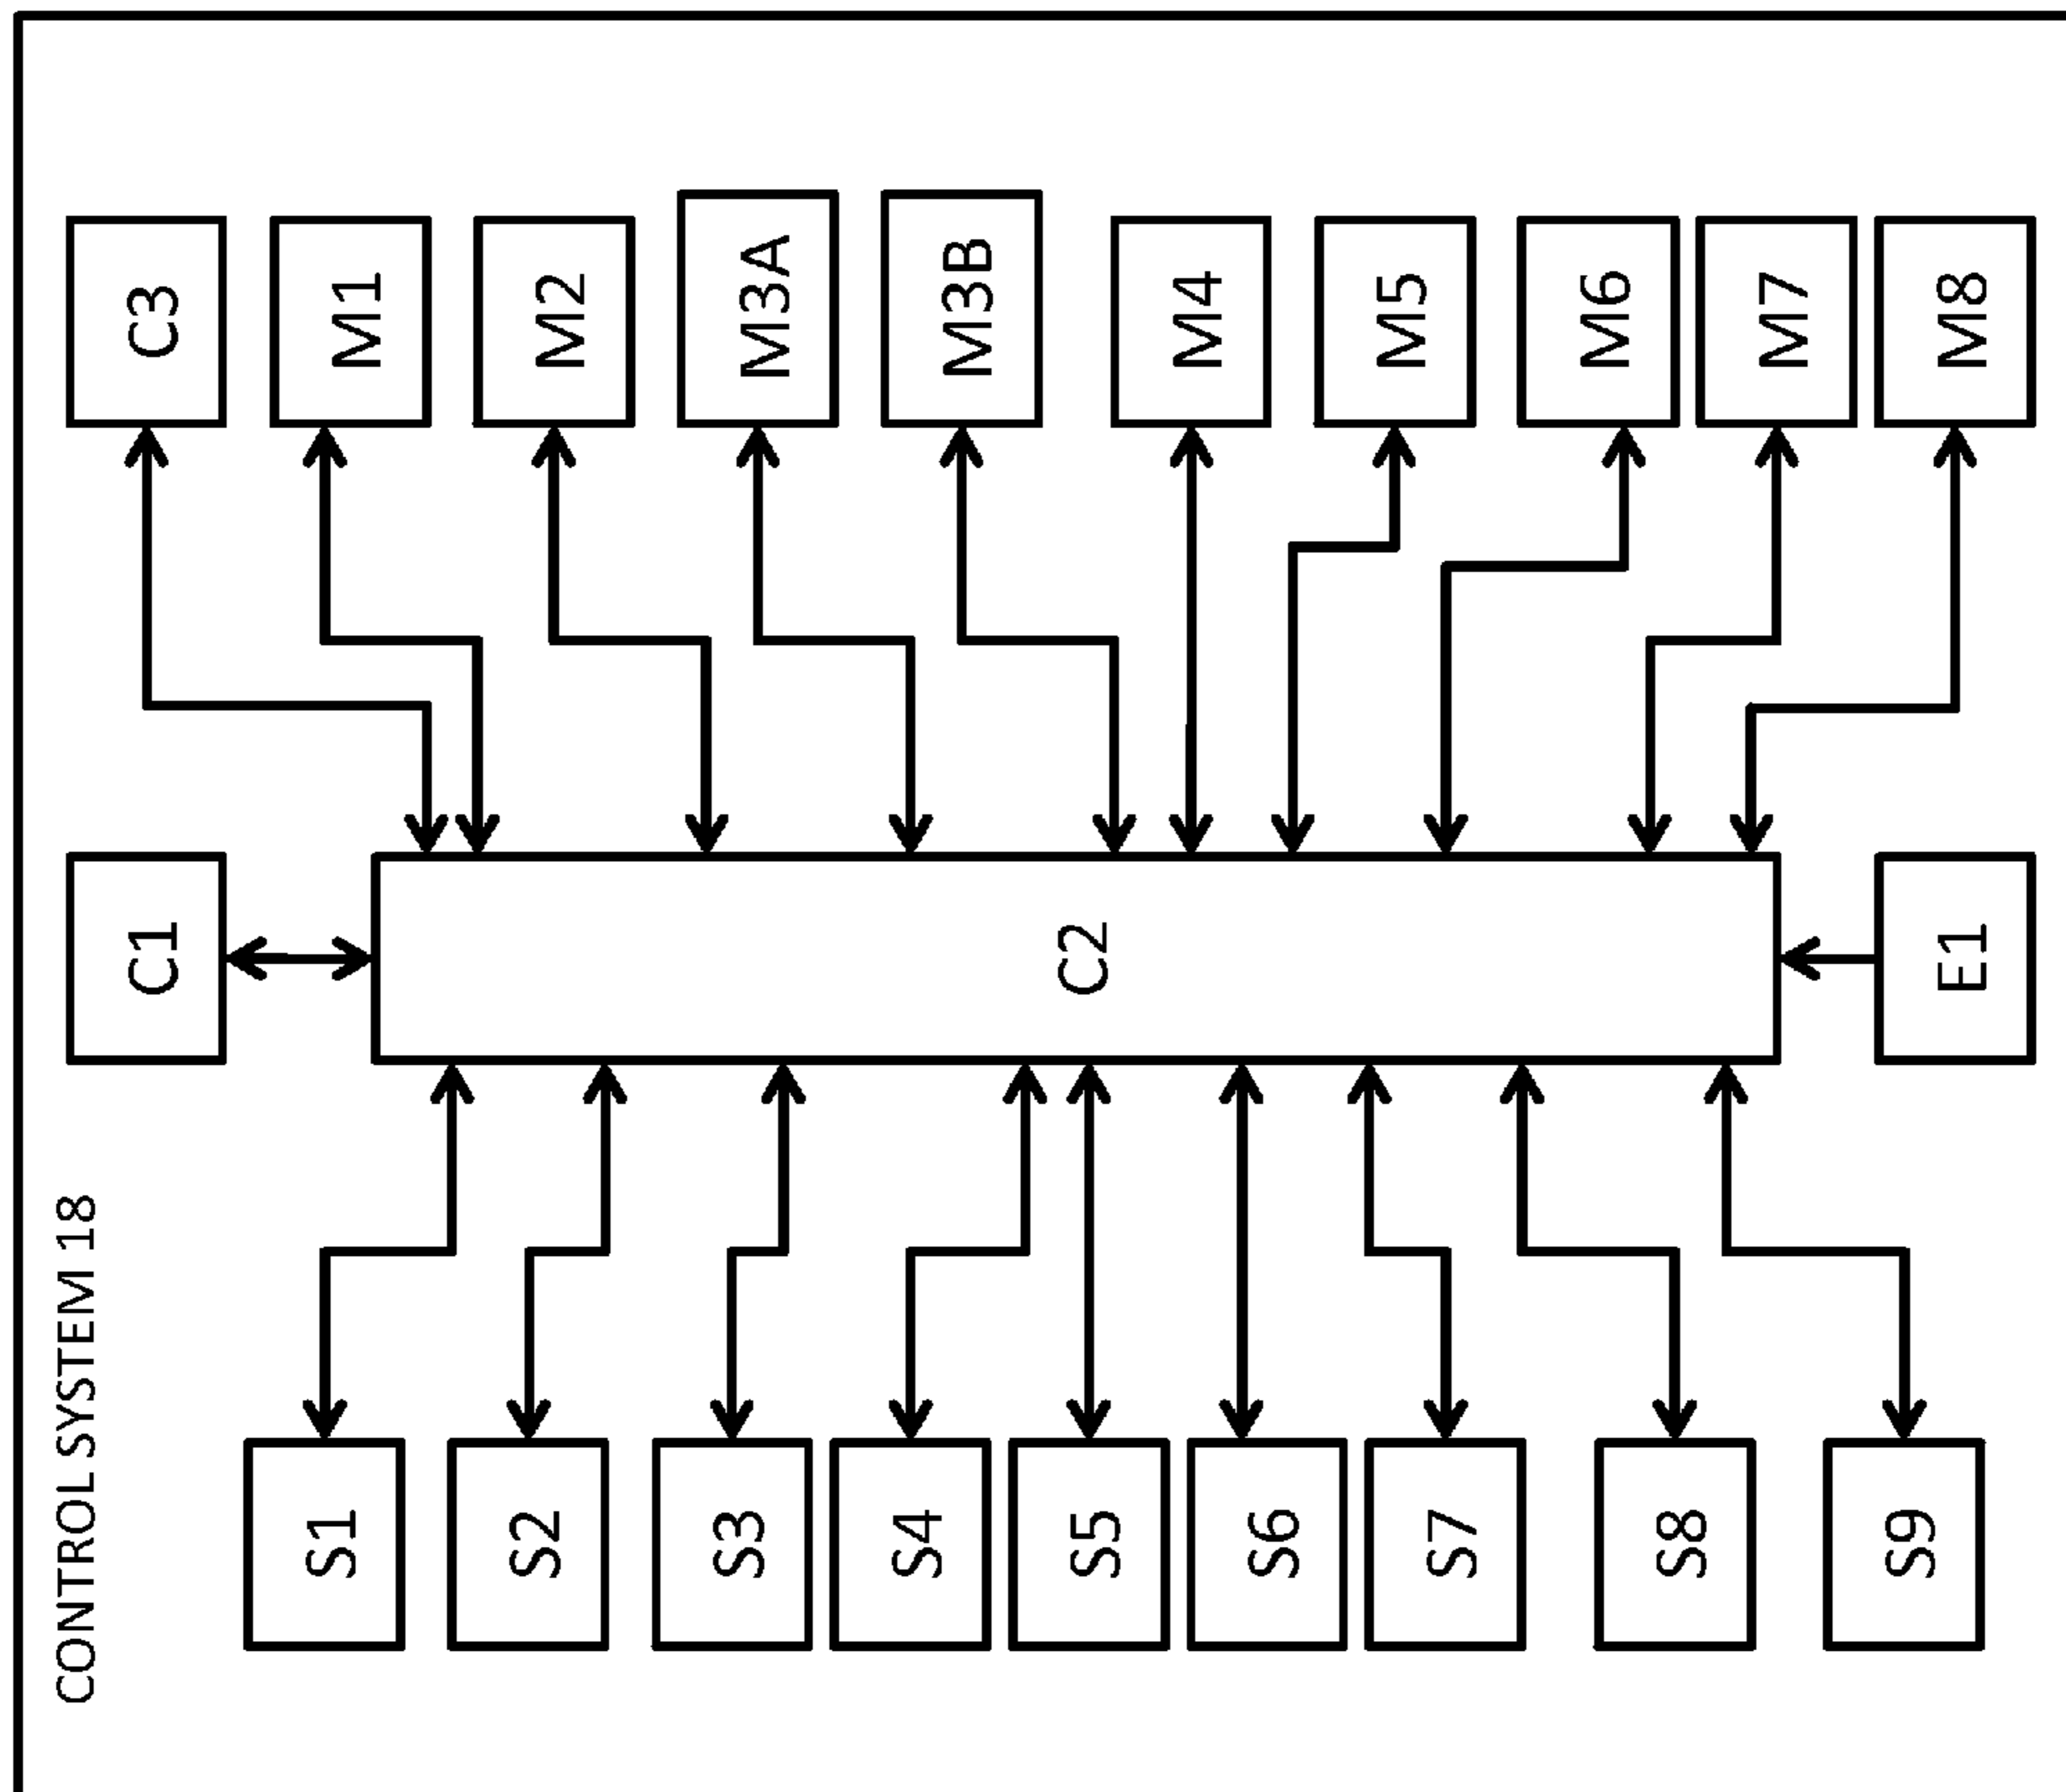 CONTROL SYSTEM 18
S1
S2
S3
S4
S5
S6
S7
S8
S9
C1
C2
E1
C3
M1
M2
M3A
M3B
M4
M5
M6
M7
M8